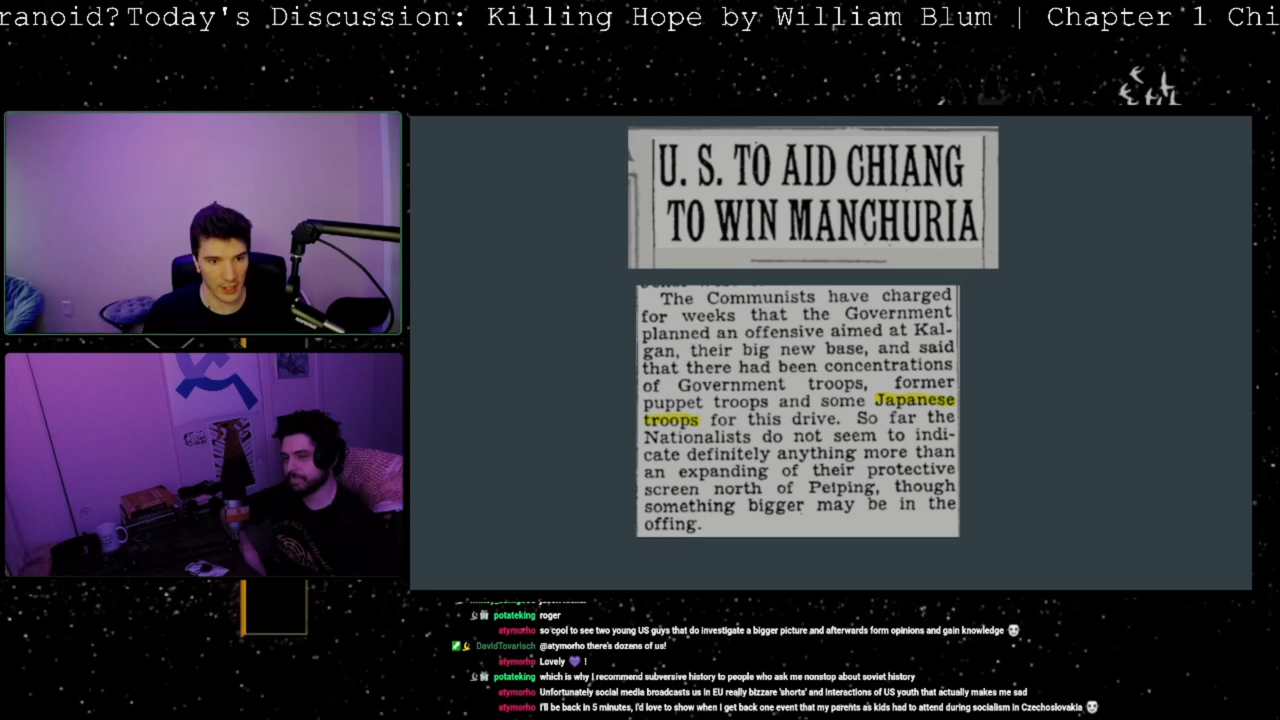 ranoid?Today's Discussion: Killing Hope by William Blum | Chapter 1 Chi
U. S. TO AID CHIANG
TO WIN MANCHURIA
The Communists have charged
for weeks that the Government
planned an offensive aimed at Kal-
gan, their big new base, and said
that there had been concentrations
of Government troops, former
puppet troops and some Japanese
troops for this drive. So far the
Nationalists do not seem to indi-
cate definitely anything more than
an expanding of their protective
screen north of Peiping, though
something bigger may be in the
offing.
potateking roger
atymorho so cool to see two young US guys that do investigate a bigger picture and afterwards form opinions and gain knowledge
DavidTovarisch @atymorho there's dozens of us!
atymorho Lovely 💜 !
potateking which is why I recommend subversive history to people who ask me nonstop about soviet history
atymorho Unfortunately social media broadcasts us in EU really bizzare 'shorts' and interactions of US youth that actually makes me sad
atymorho I'll be back in 5 minutes, I'd love to show when I get back one event that my parents as kids had to attend during socialism in Czechoslovakia